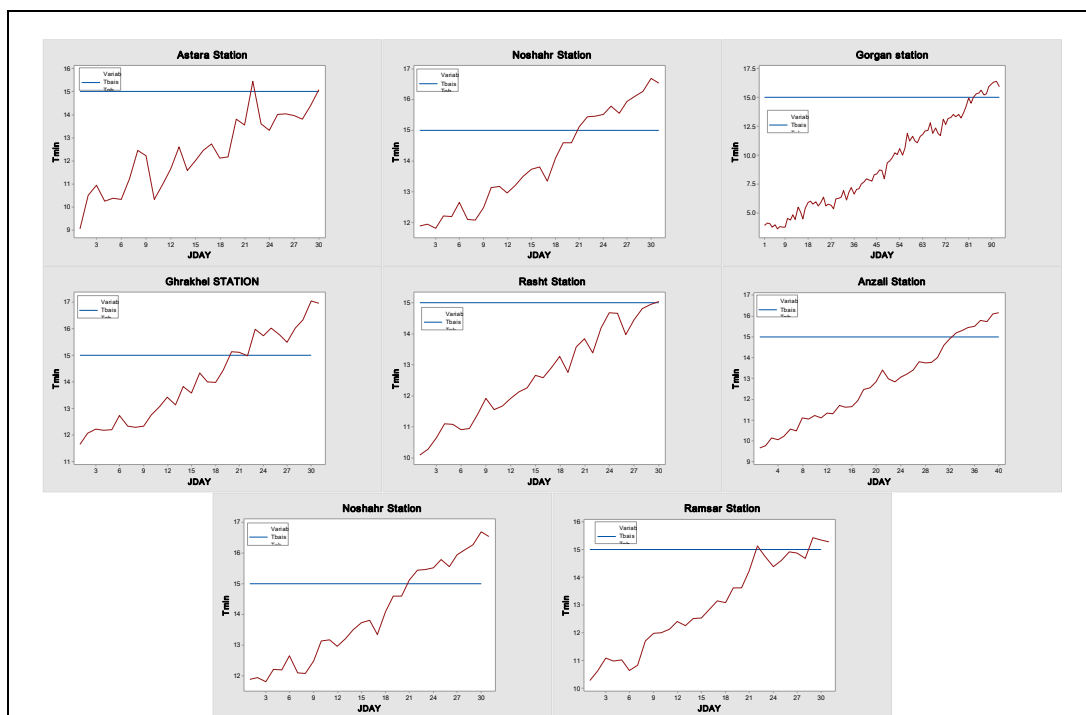 Astara Station
Variab
Tbais
16
15
14
13
12
11
10
9
Tmin
3 6 9 12 15 18 21 24 27 30
JDAY
Noshahr Station
Variab
Tbais
17
16
15
14
13
12
Tmin
3 6 9 12 15 18 21 24 27 30
JDAY
Gorgan station
Variab
Tbais
17.5
15.0
12.5
10.0
7.5
5.0
Tmin
1 9 18 27 36 45 54 63 72 81 90
JDAY
Ghrakhel STATION
Variab
Tbais
17
16
15
14
13
12
11
Tmin
3 6 9 12 15 18 21 24 27 30
JDAY
Rasht Station
Variab
Tbais
15
14
13
12
11
10
Tmin
3 6 9 12 15 18 21 24 27 30
JDAY
Anzali Station
Variab
Tbais
17
16
15
14
13
12
11
10
9
Tmin
4 8 12 16 20 24 28 32 36 40
JDAY
Noshahr Station
Variab
Tbais
17
16
15
14
13
12
Tmin
3 6 9 12 15 18 21 24 27 30
JDAY
Ramsar Station
Variab
Tbais
16
15
14
13
12
11
10
Tmin
3 6 9 12 15 18 21 24 27 30
JDAY